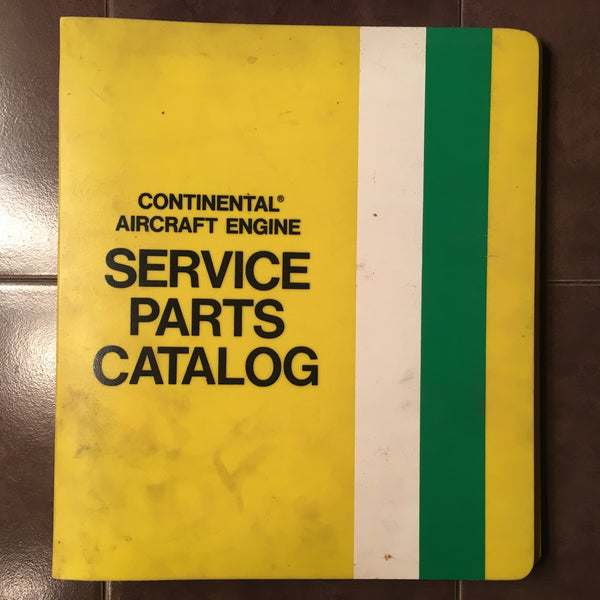 CONTINENTAL®
AIRCRAFT ENGINE
SERVICE
PARTS
CATALOG